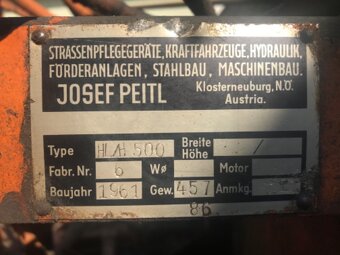 STRASSENPFLEGEGERÄTE, KRAFTFAHRZEUGE, HYDRAULIK,
FÖRDERANLAGEN, STAHLBAU, MASCHINENBAU.
JOSEF PEITL Klosterneuburg, N.Ö.
Austria.
Type 500 Breite
Höhe /
Fabr. Nr. 6 Wø Motor
Baujahr 1961 Gew. 457 Anmkg.
86